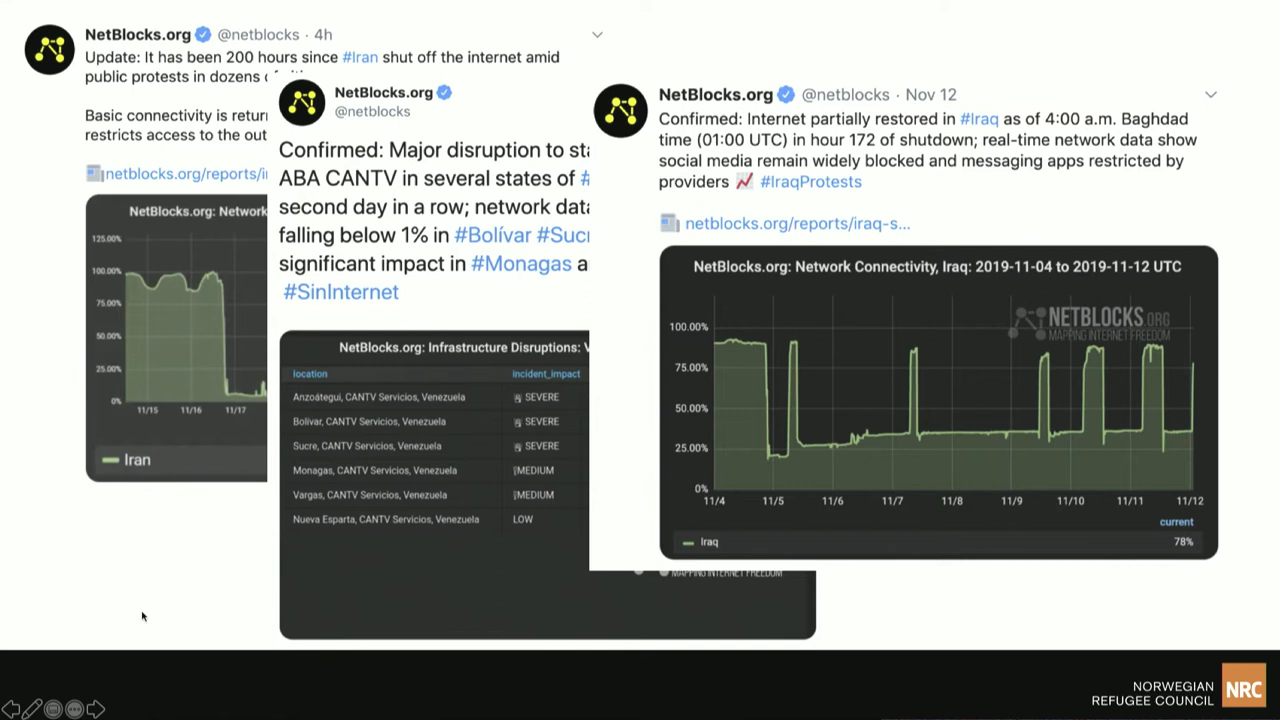 NetBlocks.org @netblocks · 4h
Update: It has been 200 hours since #Iran shut off the internet amid
public protests in dozens
Basic connectivity is
restricts access to the
netblocks.org/reports/
NetBlocks.org: Network
125.00%
100.00%
75.00%
50.00%
25.00%
0%
11/15 11/16 11/17
Iran
NetBlocks.org
@netblocks
Confirmed: Major disruption to
ABA CANTV in several states of
second day in a row; network
falling below 1% in #Bolívar
significant impact in #Monagas
#SinInternet
NetBlocks.org: Infrastructure Disruptions:
location incident_impact
Anzoátegui, CANTV Servicios, Venezuela SEVERE
Bolívar, CANTV Servicios, Venezuela SEVERE
Sucre, CANTV Servicios, Venezuela SEVERE
Monagas, CANTV Servicios, Venezuela MEDIUM
Vargas, CANTV Servicios, Venezuela MEDIUM
Nueva Esparta, CANTV Servicios, Venezuela LOW
MAPPING INTERNET FREEDOM
NetBlocks.org @netblocks · Nov 12
Confirmed: Internet partially restored in #Iraq as of 4:00 a.m. Baghdad
time (01:00 UTC) in hour 172 of shutdown; real-time network data show
social media remain widely blocked and messaging apps restricted by
providers #IraqProtests
netblocks.org/reports/iraq-s...
NetBlocks.org: Network Connectivity, Iraq: 2019-11-04 to 2019-11-12 UTC
NETBLOCKS.ORG
MAPPING INTERNET FREEDOM
100.00%
75.00%
50.00%
25.00%
0%
11/4 11/5 11/6 11/7 11/8 11/9 11/10 11/11 11/12
current
Iraq 78%
NORWEGIAN
REFUGEE COUNCIL
NRC